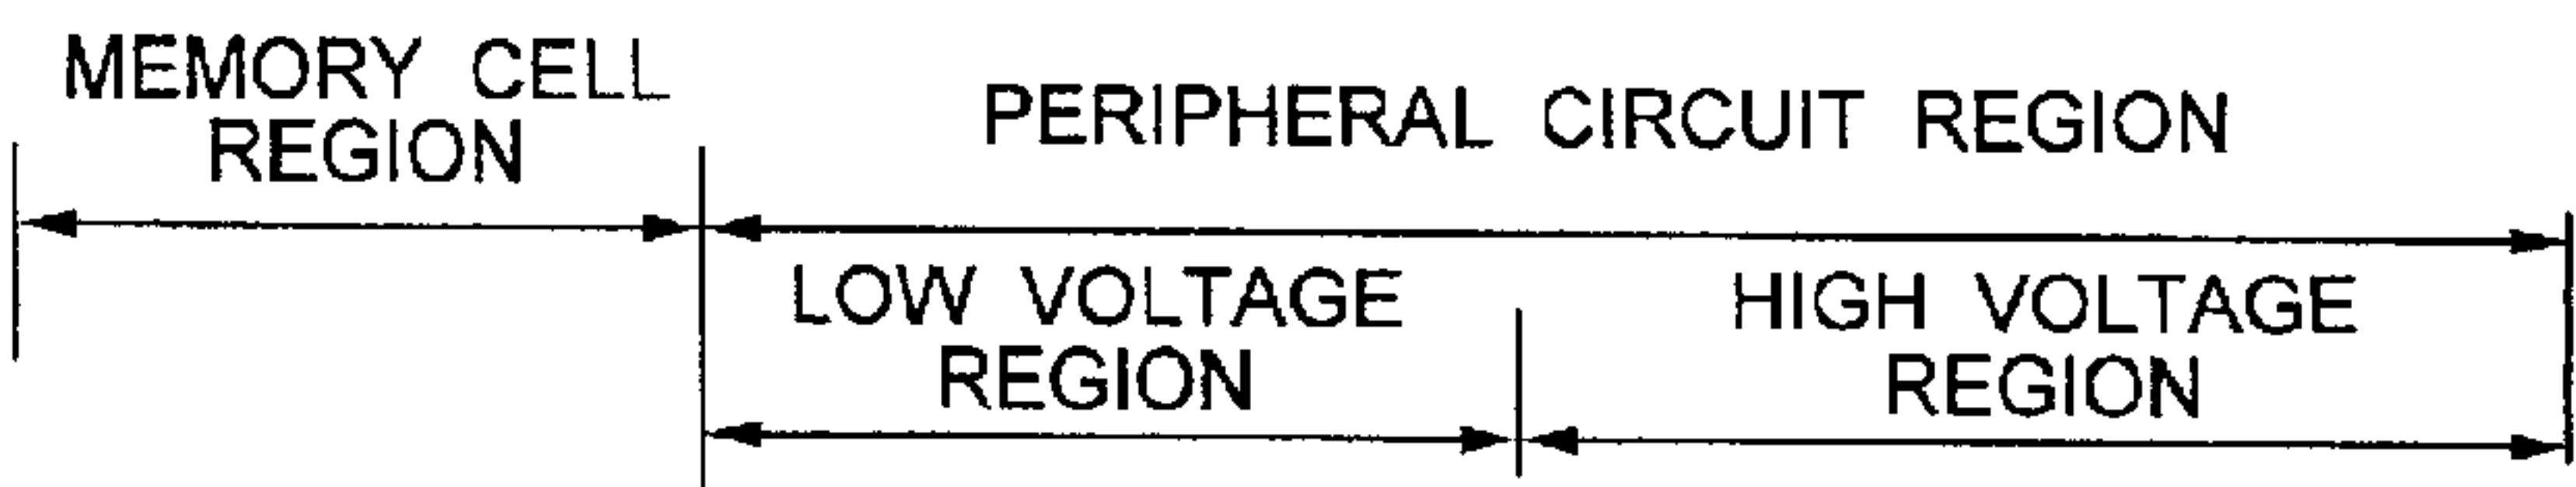 MEMORY CELL
REGION
PERIPHERAL CIRCUIT REGION
LOW VOLTAGE
REGION
HIGH VOLTAGE
REGION